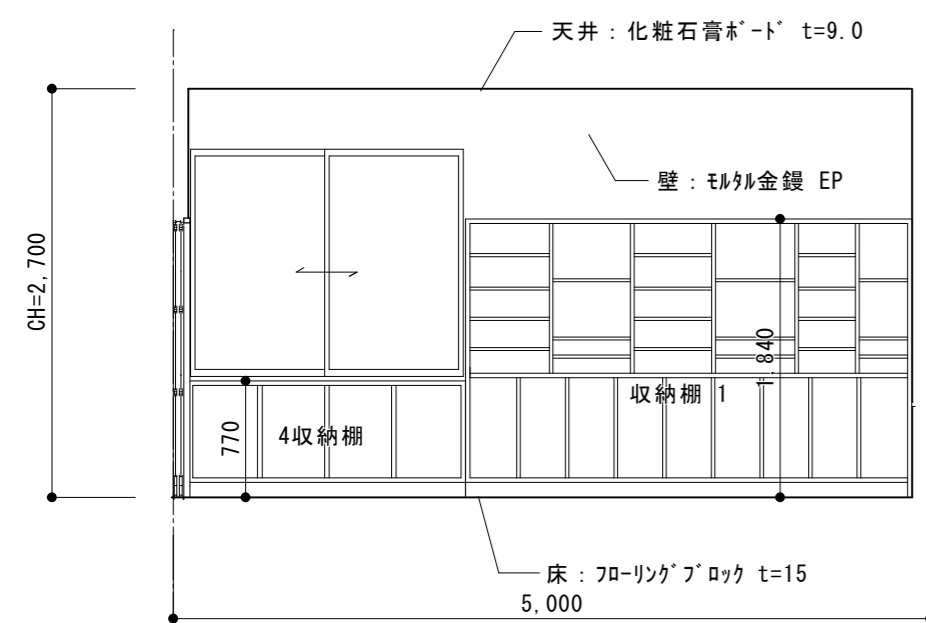 天井：化粧石膏ﾎﾞｰﾄﾞ t=9.0
壁：ﾓﾙﾀﾙ金鏝 EP
CH=2,700
1,840
収納棚 1
770
4収納棚
床：ﾌﾛｰﾘﾝｸﾞﾌﾞﾛｯｸ t=15
5,000